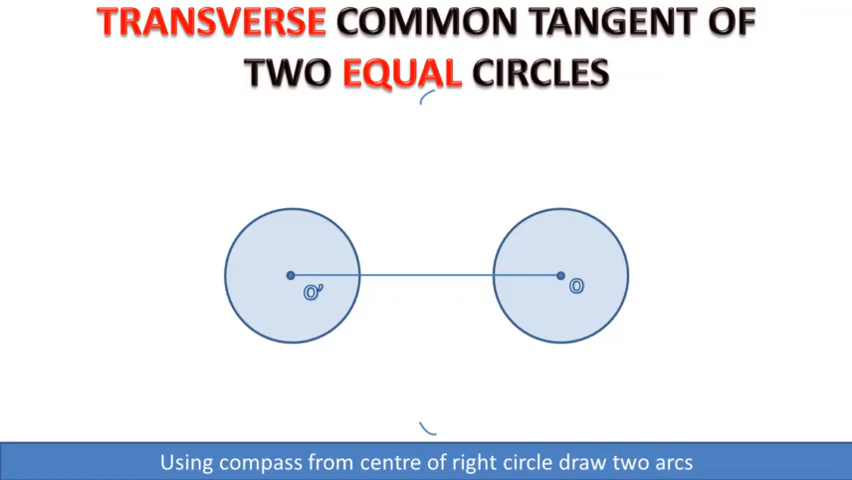 TRANSVERSE COMMON TANGENT OF
TWO EQUAL CIRCLES
O'
O
Using compass from centre of right circle draw two arcs